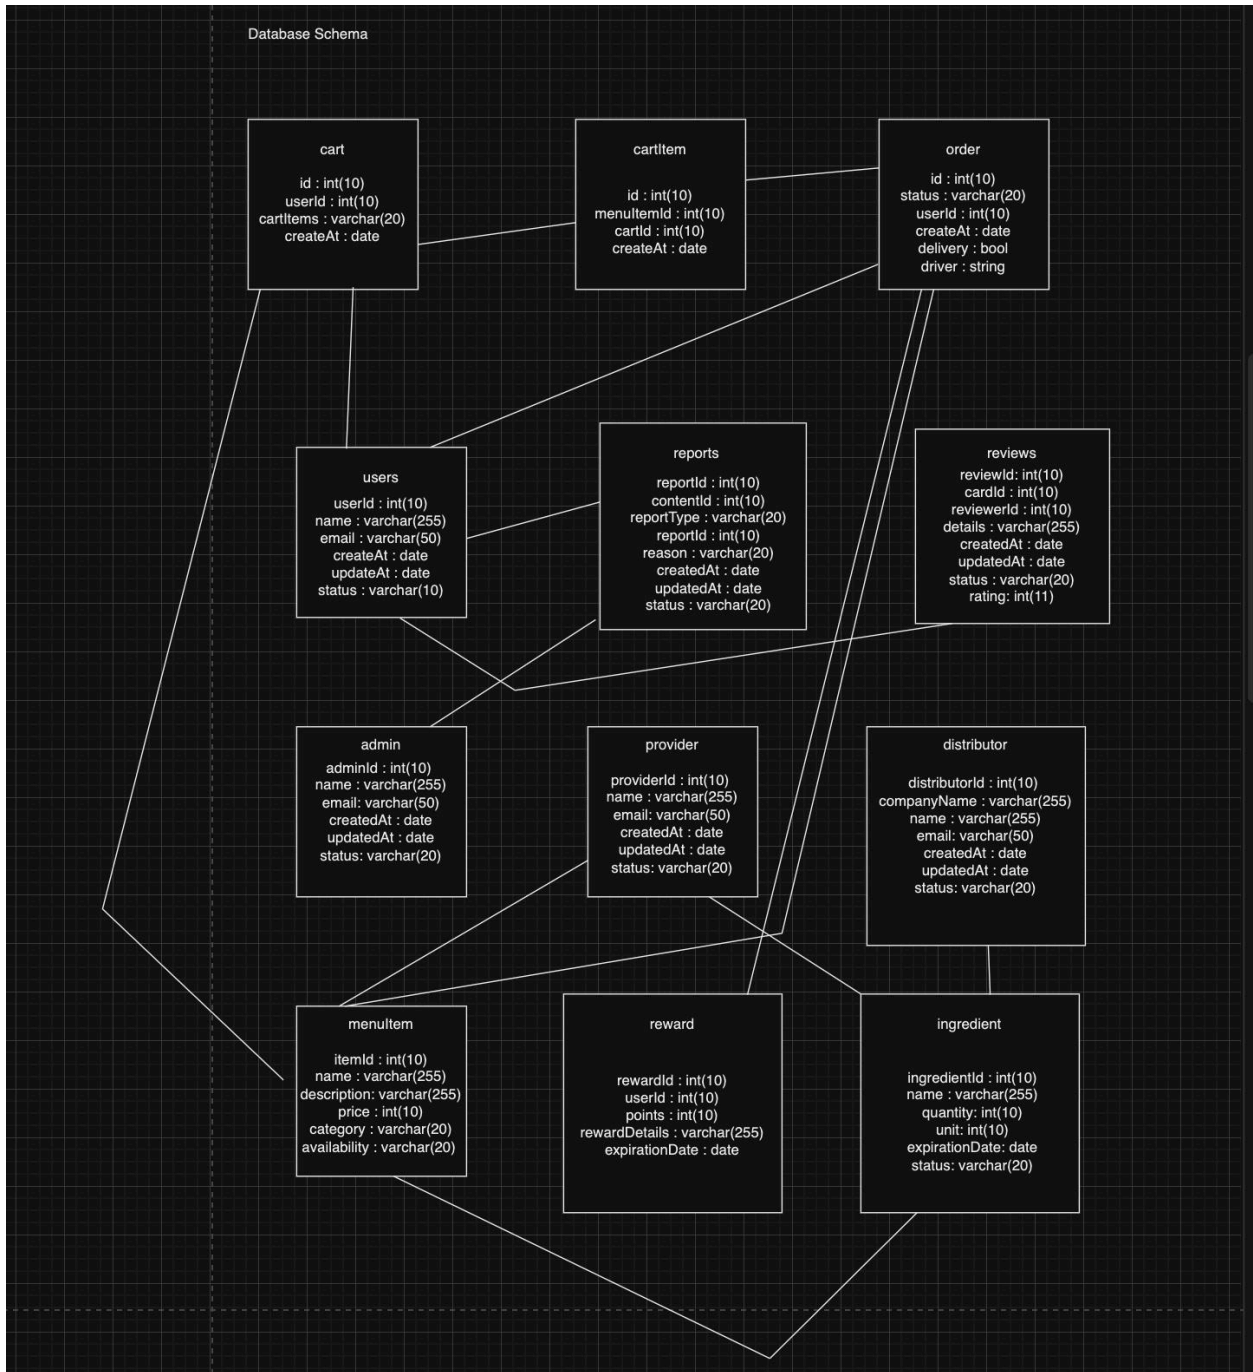 Database Schema
cart
id : int(10)
userId : int(10)
cartItems : varchar(20)
createAt : date
cartItem
id : int(10)
menuItemId : int(10)
cartId : int(10)
createAt : date
order
id : int(10)
status : varchar(20)
userId : int(10)
createAt : date
delivery : bool
driver : string
users
userId : int(10)
name : varchar(255)
email : varchar(50)
createAt : date
updateAt : date
status : varchar(10)
reports
reportId : int(10)
contentId : int(10)
reportType : varchar(20)
reportId : int(10)
reason : varchar(20)
createdAt : date
updatedAt : date
status : varchar(20)
reviews
reviewId: int(10)
cardId : int(10)
reviewerId : int(10)
details : varchar(255)
createdAt : date
updatedAt : date
status : varchar(20)
rating: int(11)
admin
adminId : int(10)
name : varchar(255)
email: varchar(50)
createdAt : date
updatedAt : date
status: varchar(20)
provider
providerId : int(10)
name : varchar(255)
email: varchar(50)
createdAt : date
updatedAt : date
status: varchar(20)
distributor
distributorId : int(10)
companyName : varchar(255)
name : varchar(255)
email : varchar(50)
createdAt : date
updatedAt : date
status: varchar(20)
menuItem
itemId : int(10)
name : varchar(255)
description: varchar(255)
price : int(10)
category : varchar(20)
availability : varchar(20)
reward
rewardId : int(10)
userId : int(10)
points : int(10)
rewardDetails : varchar(255)
expirationDate : date
ingredient
ingredientId : int(10)
name : varchar(255)
quantity: int(10)
unit: int(10)
expirationDate: date
status: varchar(20)